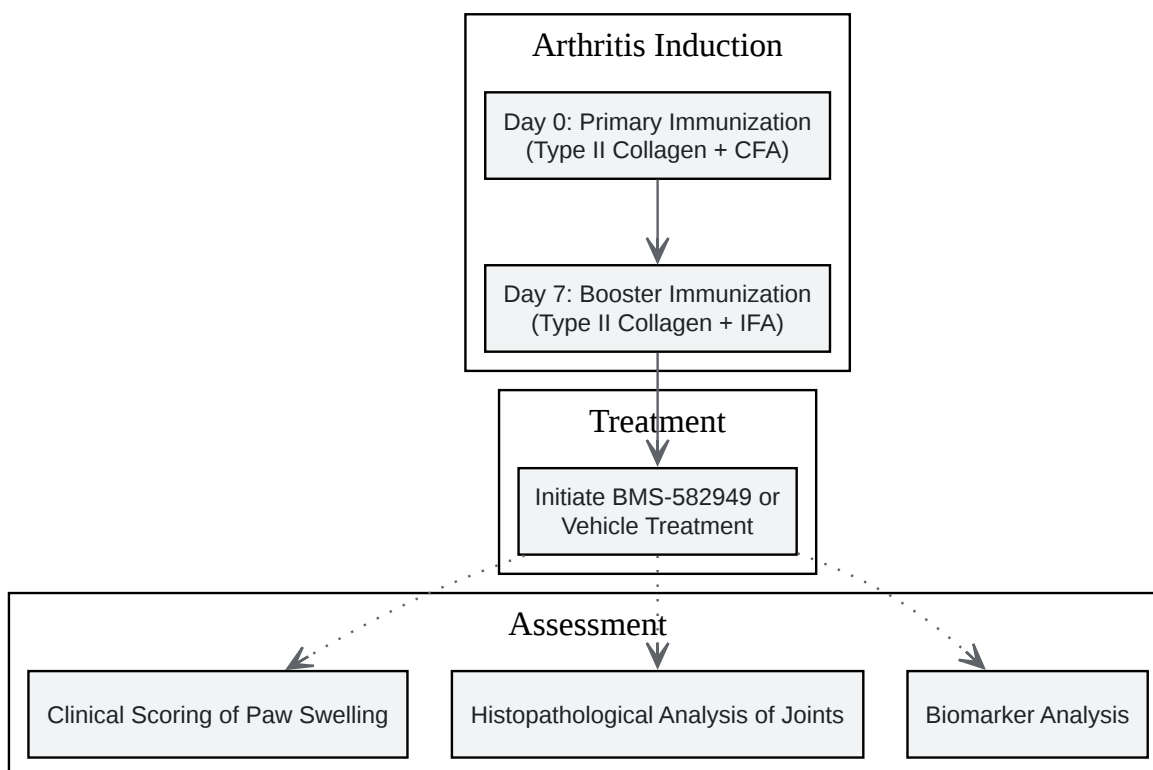 Arthritis Induction
Day 0: Primary Immunization
(Type II Collagen + CFA)
Day 7: Booster Immunization
(Type II Collagen + IFA)
Treatment
Initiate BMS-582949 or
Vehicle Treatment
Assessment
Clinical Scoring of Paw Swelling
Histopathological Analysis of Joints
Biomarker Analysis